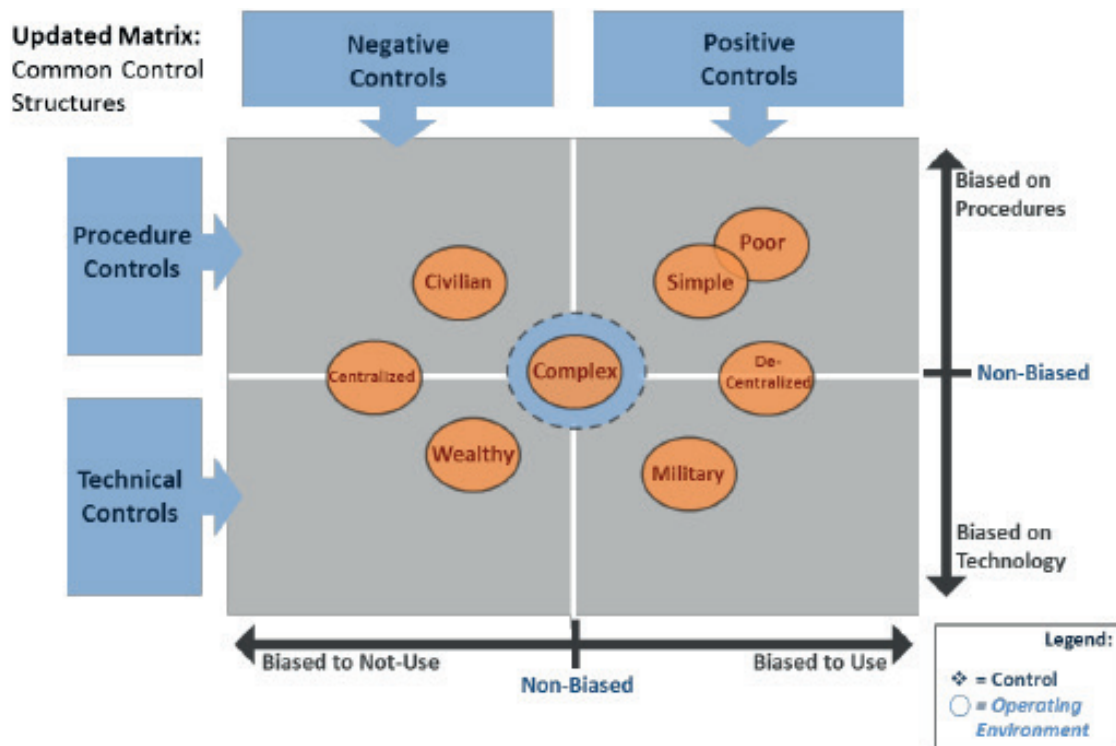 Updated Matrix:
Common Control
Structures
Negative
Controls
Positive
Controls
Procedure
Controls
Technical
Controls
Biased on
Procedures
Poor
Simple
Civilian
Centralized
Complex
De-
Centralized
Non-Biased
Wealthy
Military
Biased on
Technology
Biased to Not-Use
Biased to Use
Non-Biased
Legend:
❖ = Control
= Operating
Environment